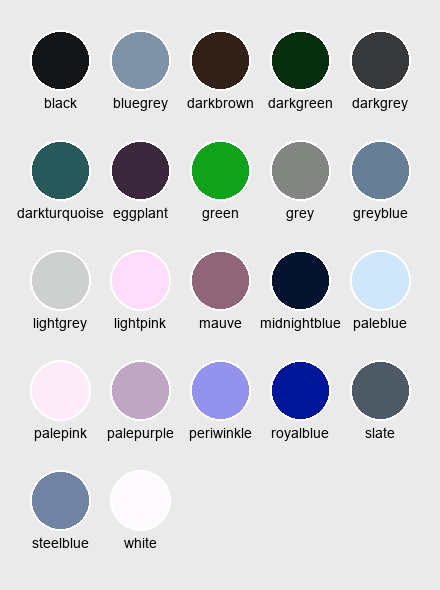 black bluegrey darkbrown darkgreen darkgrey
darkturquoise eggplant green grey greyblue
lightgrey lightpink mauve midnightblue paleblue
palepink palepurple periwinkle royalblue slate
steelblue white